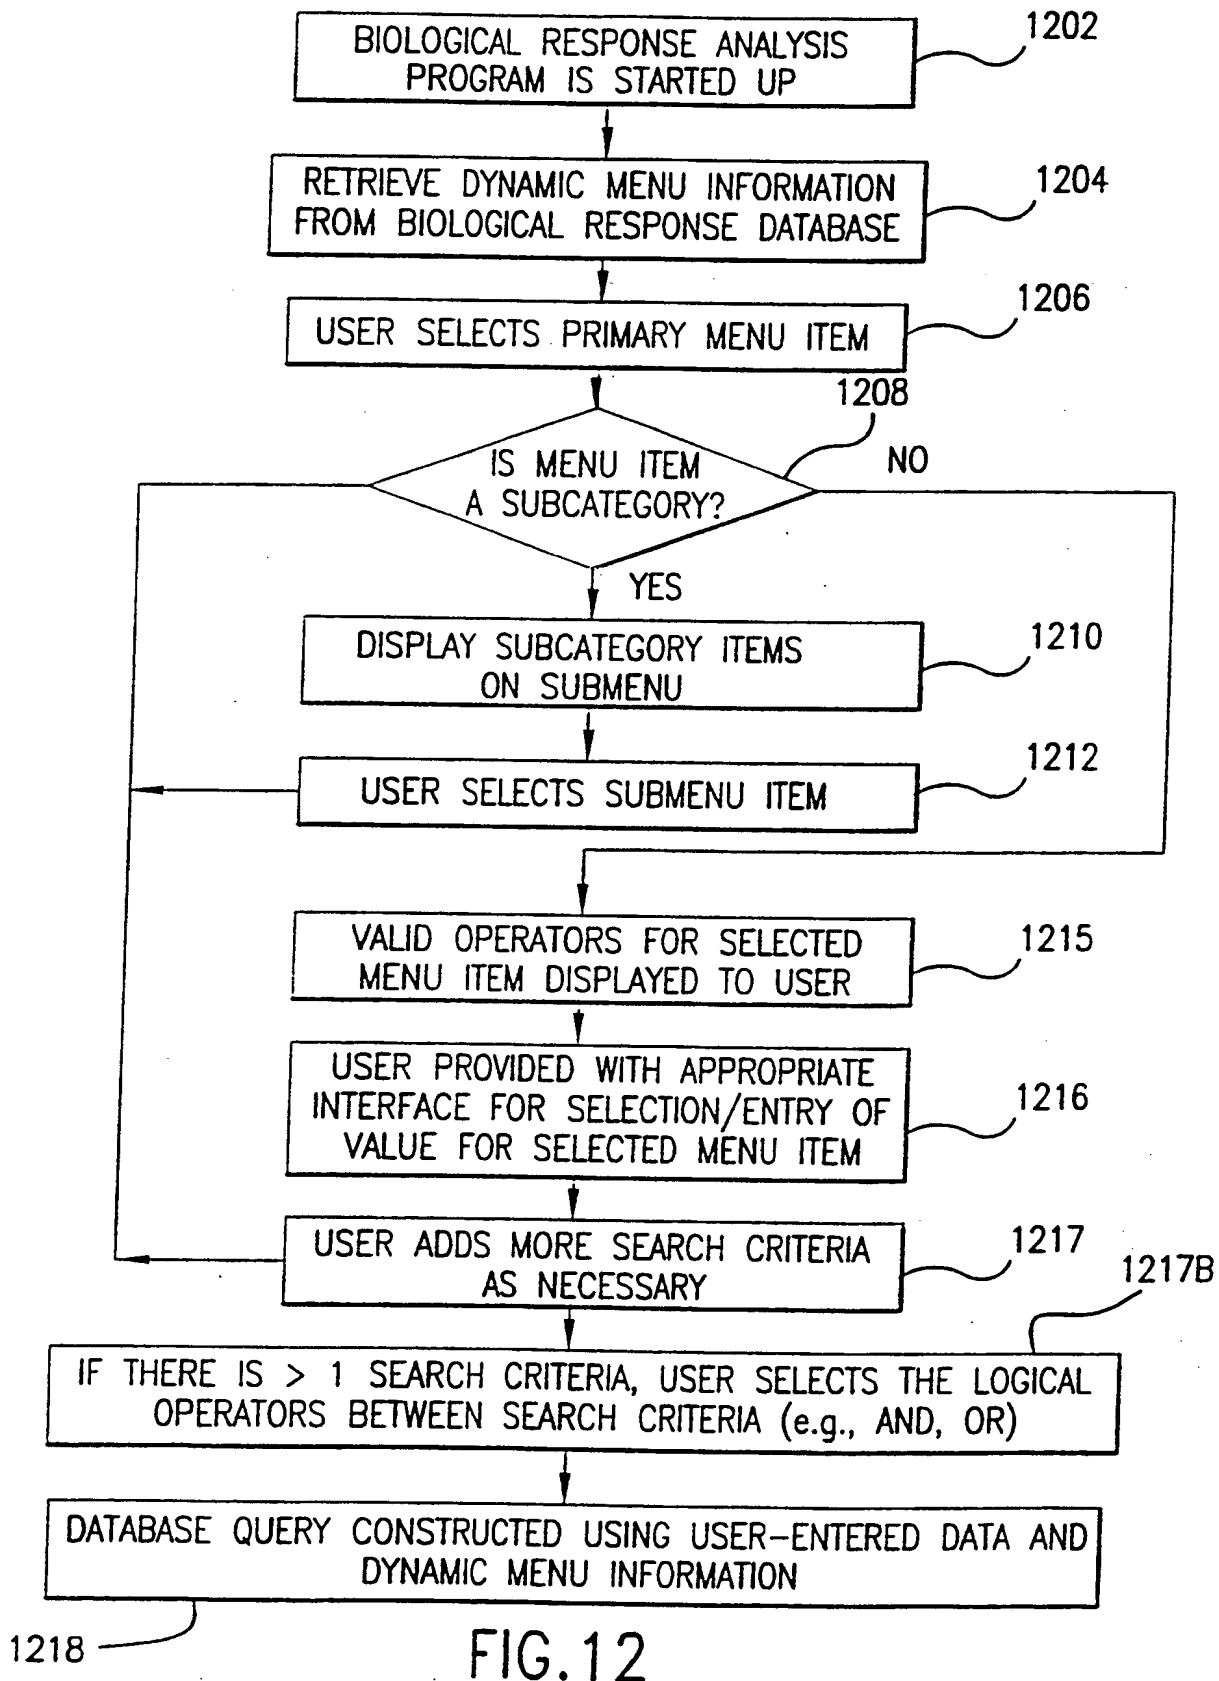 BIOLOGICAL RESPONSE ANALYSIS
PROGRAM IS STARTED UP
1202
RETRIEVE DYNAMIC MENU INFORMATION
FROM BIOLOGICAL RESPONSE DATABASE
1204
USER SELECTS PRIMARY MENU ITEM
1206
1208
IS MENU ITEM
A SUBCATEGORY?
NO
YES
DISPLAY SUBCATEGORY ITEMS
ON SUBMENU
1210
USER SELECTS SUBMENU ITEM
1212
VALID OPERATORS FOR SELECTED
MENU ITEM DISPLAYED TO USER
1215
USER PROVIDED WITH APPROPRIATE
INTERFACE FOR SELECTION/ENTRY OF
VALUE FOR SELECTED MENU ITEM
1216
USER ADDS MORE SEARCH CRITERIA
AS NECESSARY
1217
1217B
IF THERE IS > 1 SEARCH CRITERIA, USER SELECTS THE LOGICAL
OPERATORS BETWEEN SEARCH CRITERIA (e.g., AND, OR)
DATABASE QUERY CONSTRUCTED USING USER-ENTERED DATA AND
DYNAMIC MENU INFORMATION
1218
FIG.12